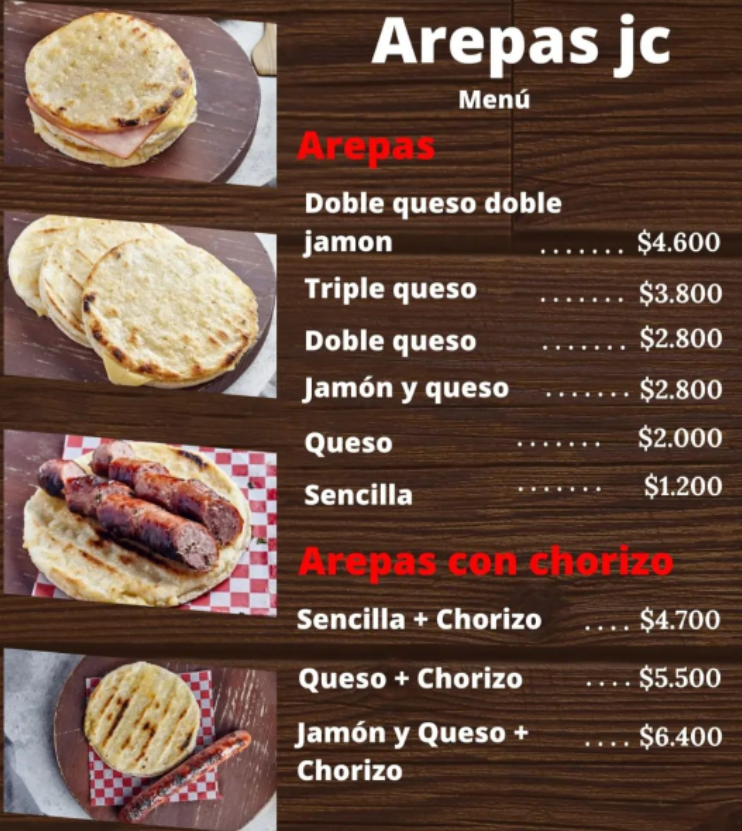 Arepas jc
Menú
Arepas
Doble queso doble
jamon ....... $4.600
Triple queso ....... $3.800
Doble queso ....... $2.800
Jamón y queso ....... $2.800
Queso ....... $2.000
Sencilla ....... $1.200
Arepas con chorizo
Sencilla + Chorizo .... $4.700
Queso + Chorizo .... $5.500
Jamón y Queso + .... $6.400
Chorizo